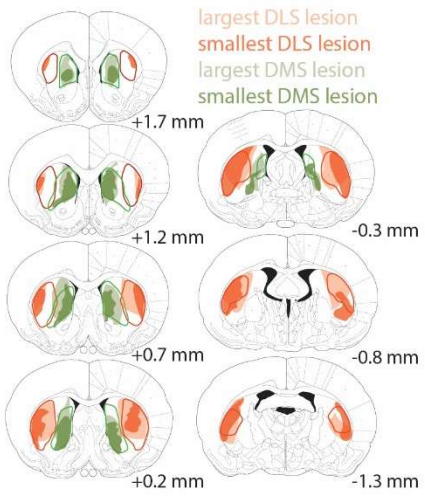 largest DLS lesion
smallest DLS lesion
largest DMS lesion
smallest DMS lesion
+1.7 mm
+1.2 mm
-0.3 mm
+0.7 mm
-0.8 mm
+0.2 mm
-1.3 mm